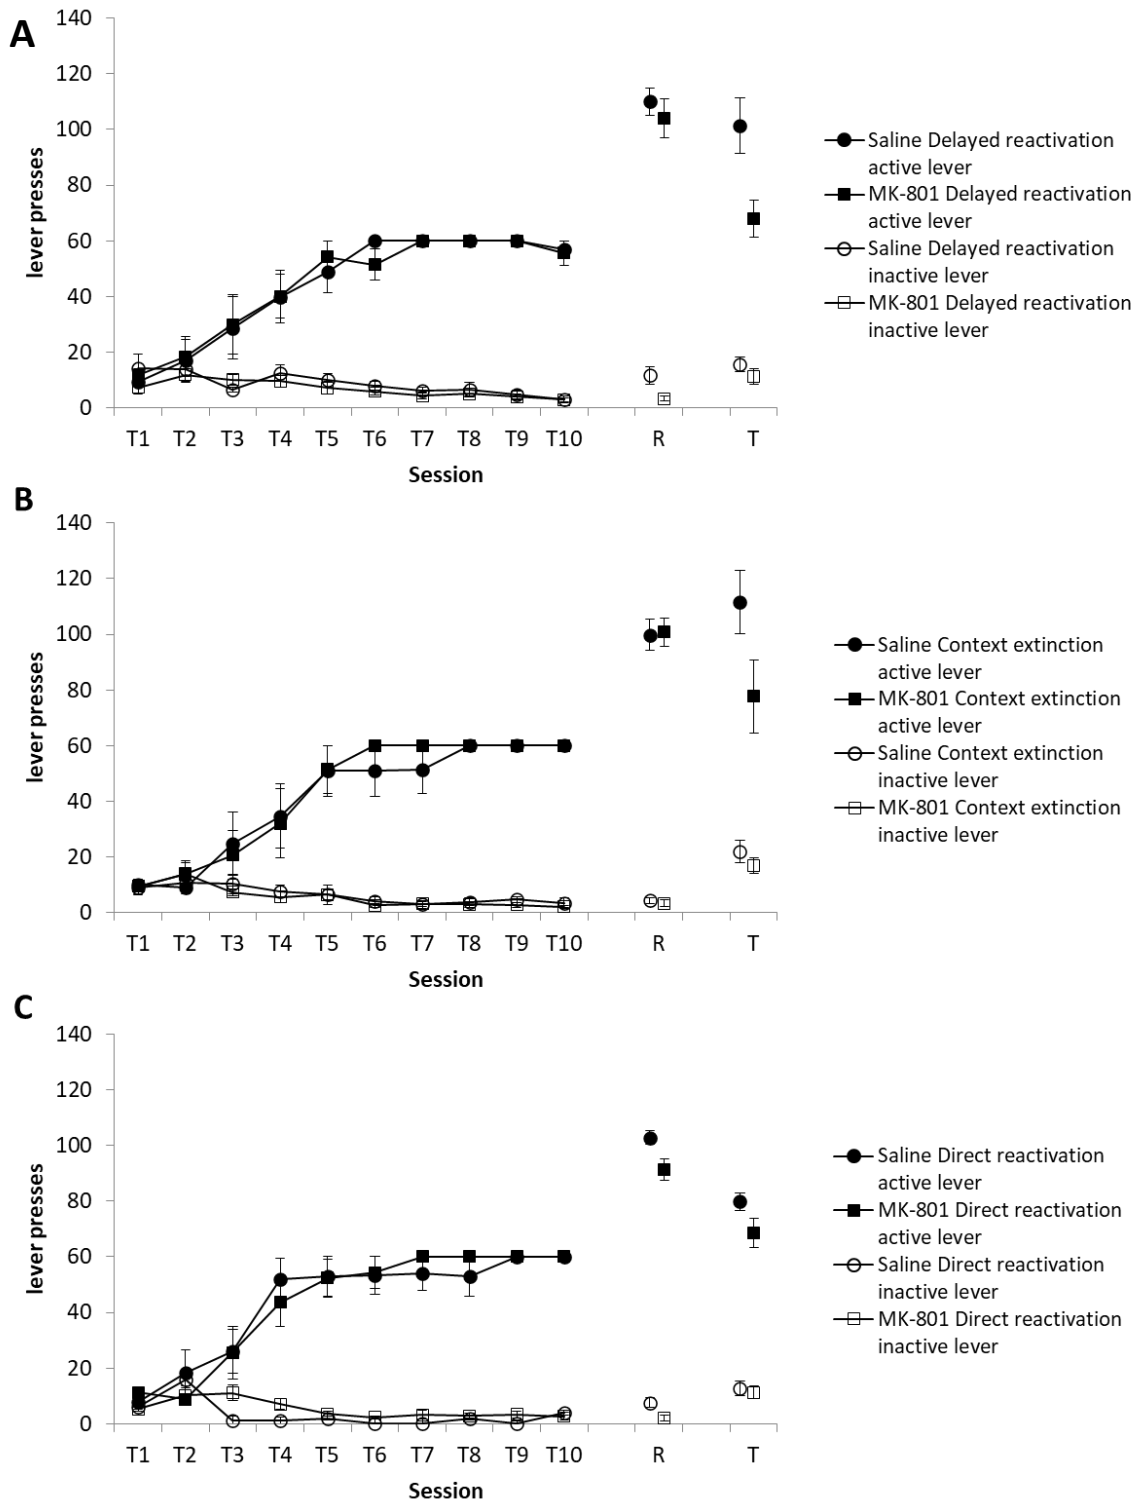 A
140
120
100
80
60
40
20
0
lever presses
T1 T2 T3 T4 T5 T6 T7 T8 T9 T10 R T
Session
Saline Delayed reactivation
active lever
MK-801 Delayed reactivation
active lever
Saline Delayed reactivation
inactive lever
MK-801 Delayed reactivation
inactive lever
B
140
120
100
80
60
40
20
0
lever presses
T1 T2 T3 T4 T5 T6 T7 T8 T9 T10 R T
Session
Saline Context extinction
active lever
MK-801 Context extinction
active lever
Saline Context extinction
inactive lever
MK-801 Context extinction
inactive lever
C
140
120
100
80
60
40
20
0
lever presses
T1 T2 T3 T4 T5 T6 T7 T8 T9 T10 R T
Session
Saline Direct reactivation
active lever
MK-801 Direct reactivation
active lever
Saline Direct reactivation
inactive lever
MK-801 Direct reactivation
inactive lever